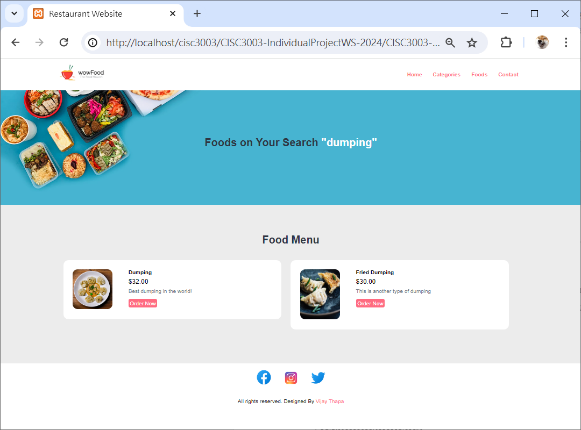 Restaurant Website
http://localhost/cisc3003/CISC3003-IndividualProjectWS-2024/CISC3003-...
wowFood
Home Categories Foods Contact
Foods on Your Search "dumping"
Food Menu
Dumping
$32.00
Best dumping in the world!
Order Now
Fried Dumping
$30.00
This is another type of dumping
Order Now
All rights reserved. Designed By Vijay Thapa